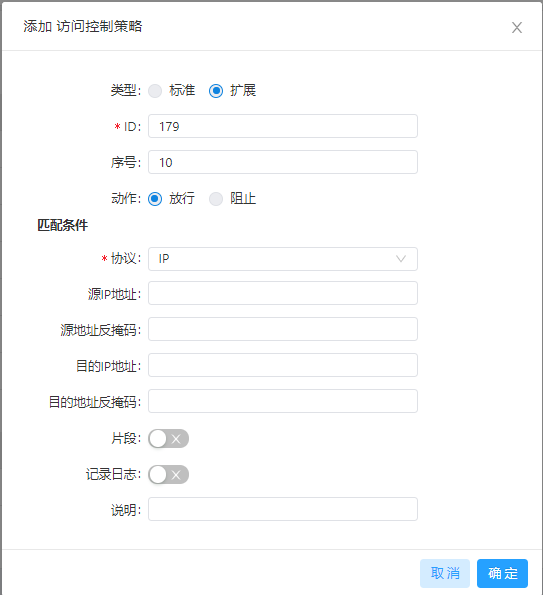 添加 访问控制策略
类型: 标准 扩展
* ID: 179
序号: 10
动作: 放行 阻止
匹配条件
* 协议: IP
源IP地址:
源地址反掩码:
目的IP地址:
目的地址反掩码:
片段:
记录日志:
说明:
取消 确定